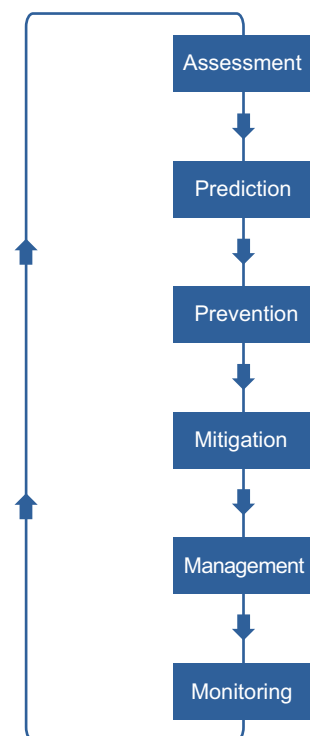 Assessment
Prediction
Prevention
Mitigation
Management
Monitoring